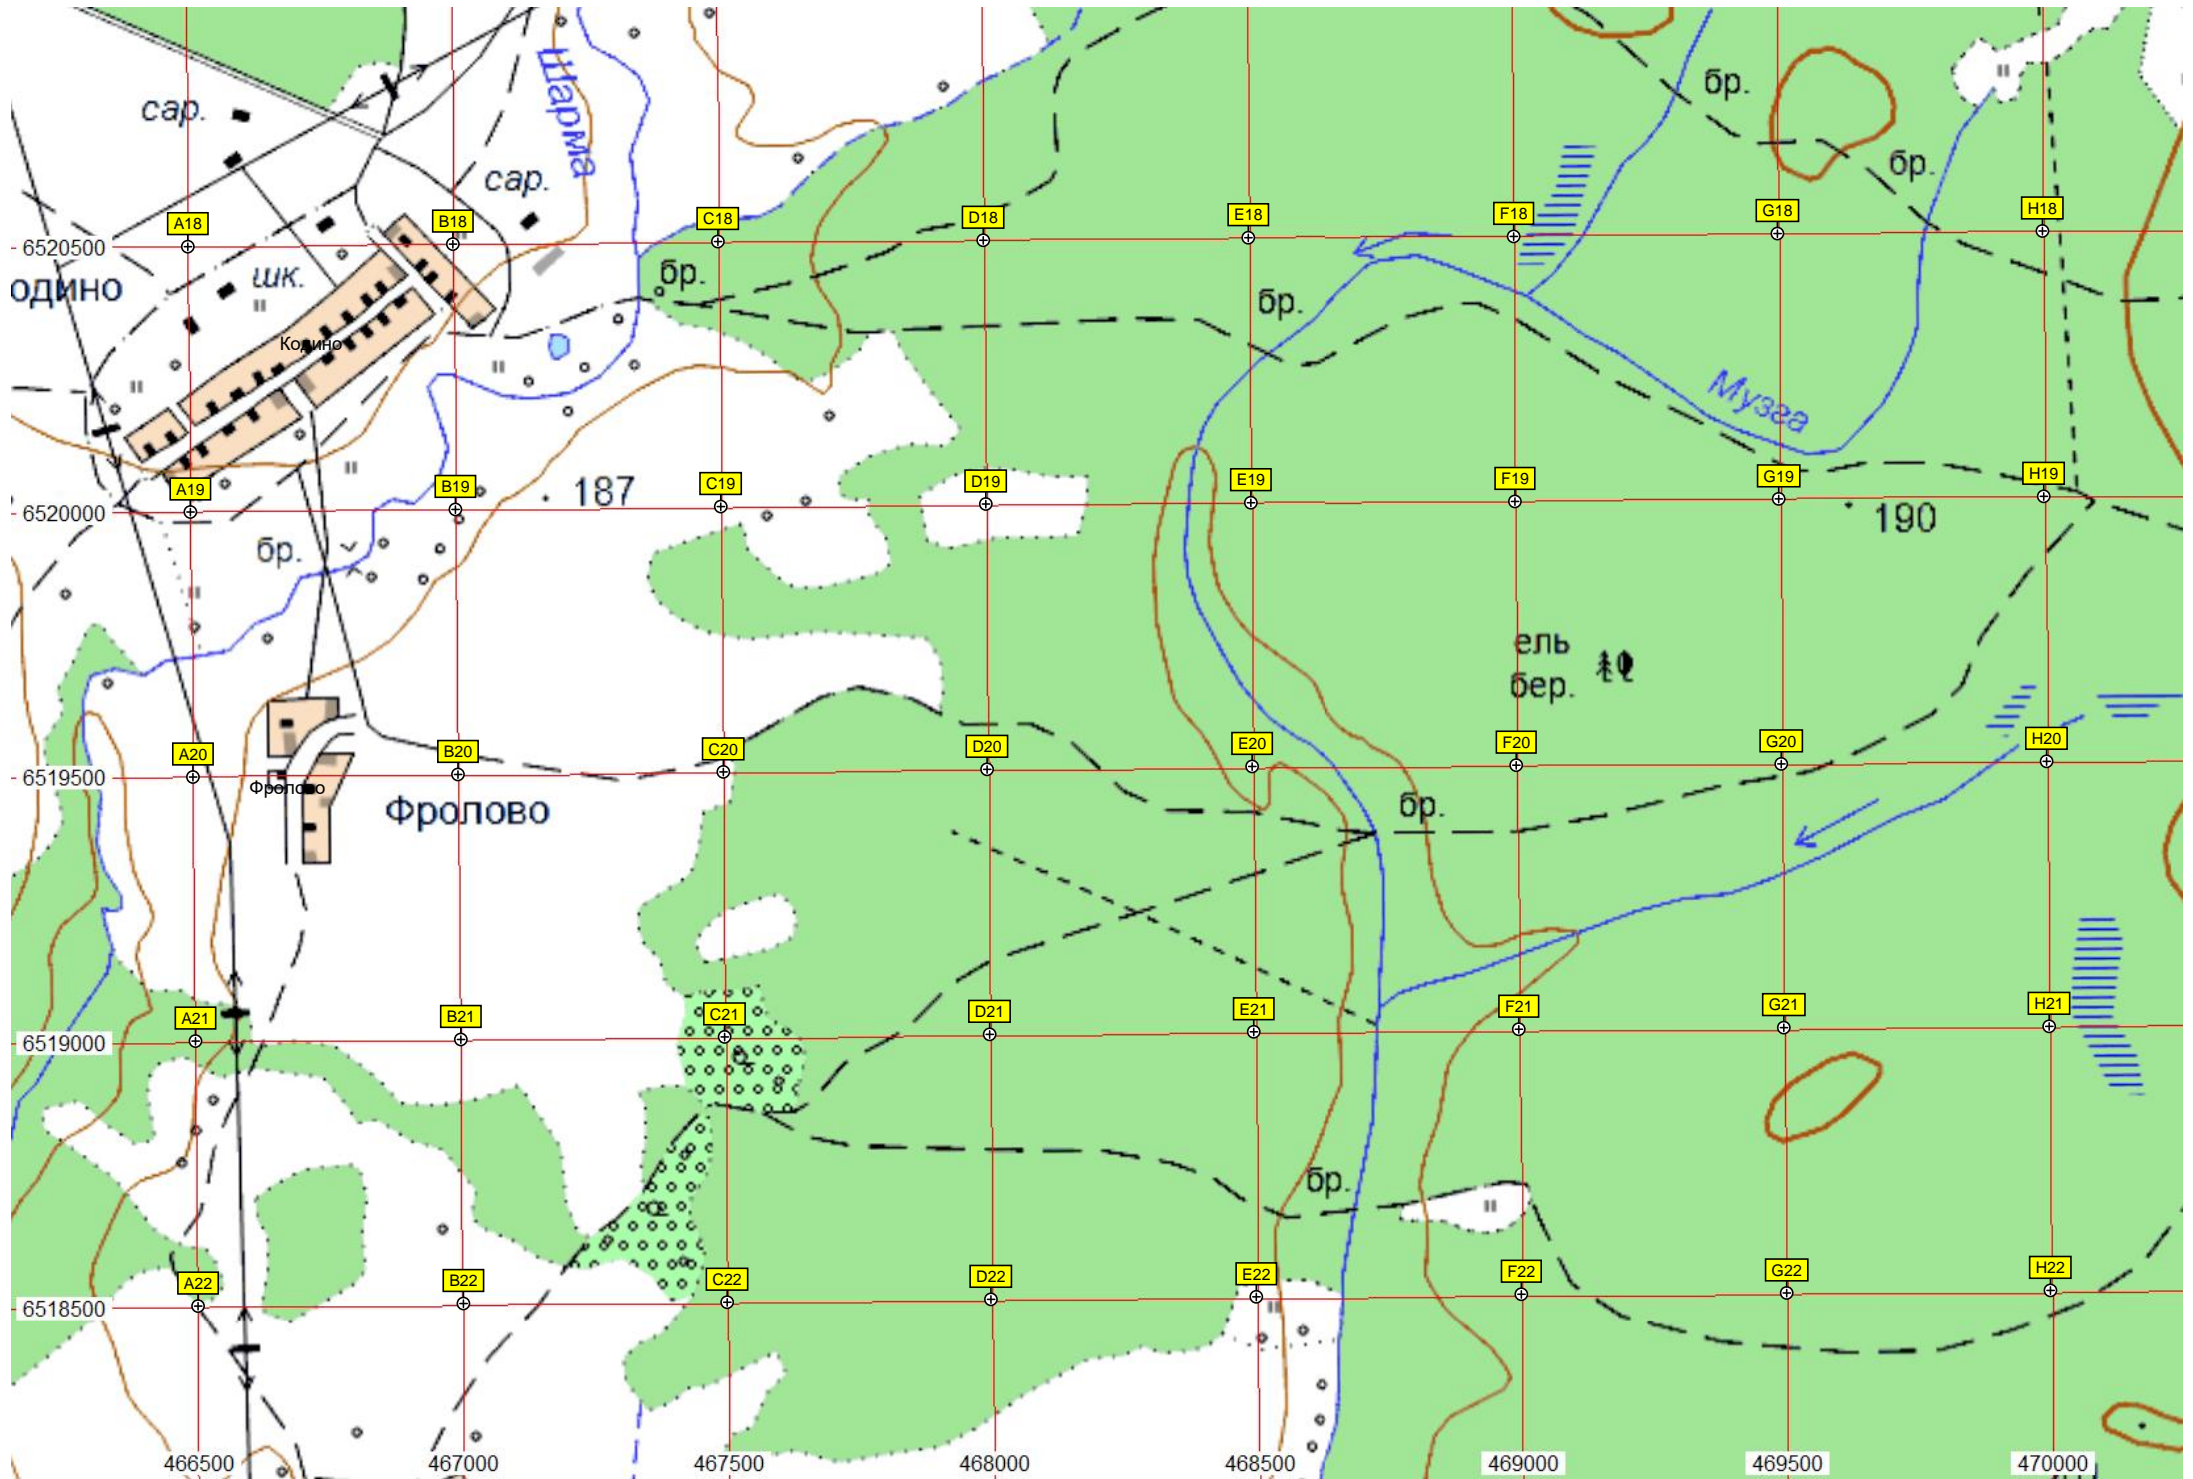 бр.
сар.
Шарма
бр.
сар.
A18
B18
C18
D18
E18
F18
G18
H18
6520500
шк.
бр.
одино
бр.
Кодино
Музга
A19
B19
C19
D19
E19
F19
G19
H19
187
190
6520000
бр.
ель
бер.
A20
B20
C20
D20
E20
F20
G20
H20
6519500
Фролово
Фролово
бр.
A21
B21
C21
D21
E21
F21
G21
H21
6519000
бр.
A22
B22
C22
D22
E22
F22
G22
H22
6518500
466500
467000
467500
468000
468500
469000
469500
470000